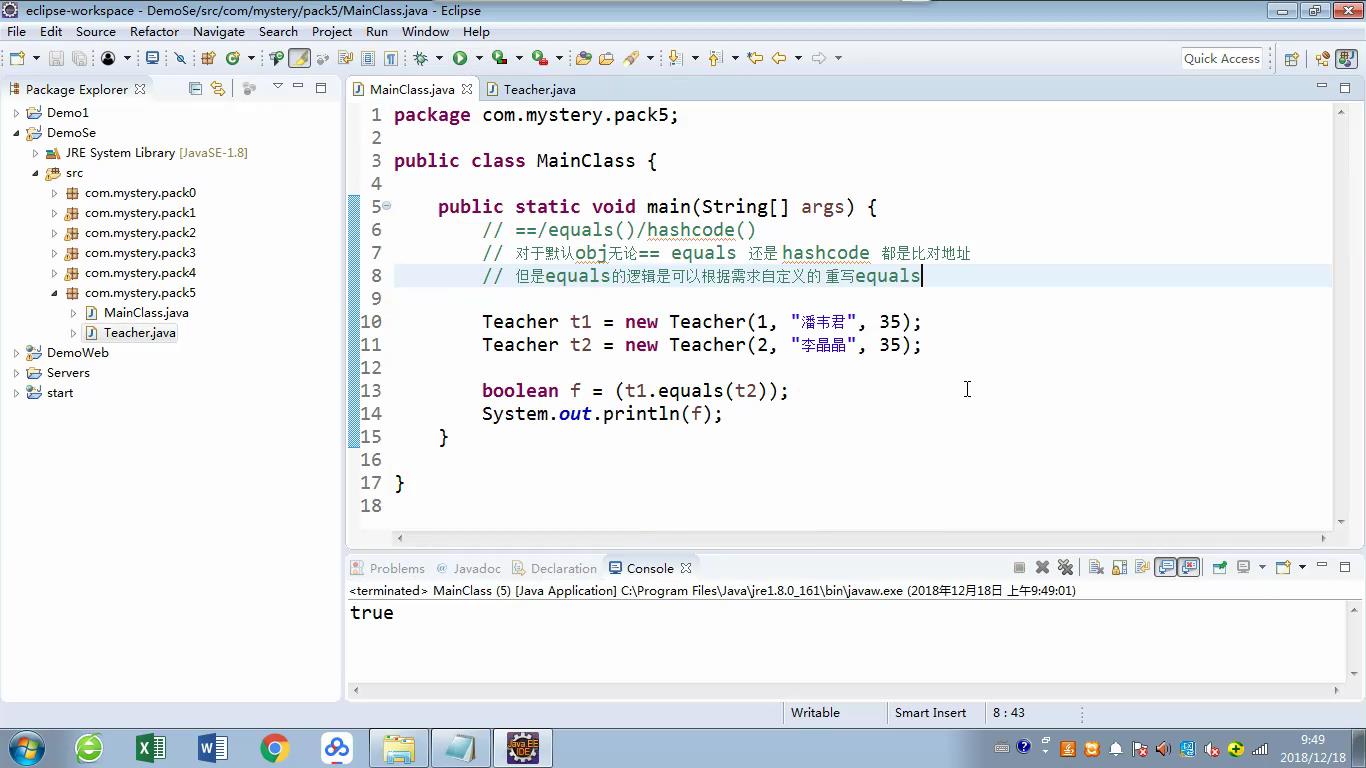 eclipse-workspace - DemoSe/src/com/mystery/pack5/MainClass.java - Eclipse
File Edit Source Refactor Navigate Search Project Run Window Help
Quick Access
Package Explorer
Demo1
DemoSe
JRE System Library [JavaSE-1.8]
src
com.mystery.pack0
com.mystery.pack1
com.mystery.pack2
com.mystery.pack3
com.mystery.pack4
com.mystery.pack5
MainClass.java
Teacher.java
DemoWeb
Servers
start
MainClass.java Teacher.java
1 package com.mystery.pack5;
2
3 public class MainClass {
4
5 public static void main(String[] args) {
6 // ==/equals()/hashcode()
7 // 对于默认obj无论== equals 还是 hashcode 都是比对地址
8 // 但是equals的逻辑是可以根据需求自定义的 重写equals
9
10 Teacher t1 = new Teacher(1, "潘韦君", 35);
11 Teacher t2 = new Teacher(2, "李晶晶", 35);
12
13 boolean f = (t1.equals(t2));
14 System.out.println(f);
15 }
16
17 }
18
Problems Javadoc Declaration Console
<terminated> MainClass (5) [Java Application] C:\Program Files\Java\jre1.8.0_161\bin\javaw.exe (2018年12月18日 上午9:49:01)
true
Writable Smart Insert 8 : 43
Java EE
IDE
9:49
2018/12/18